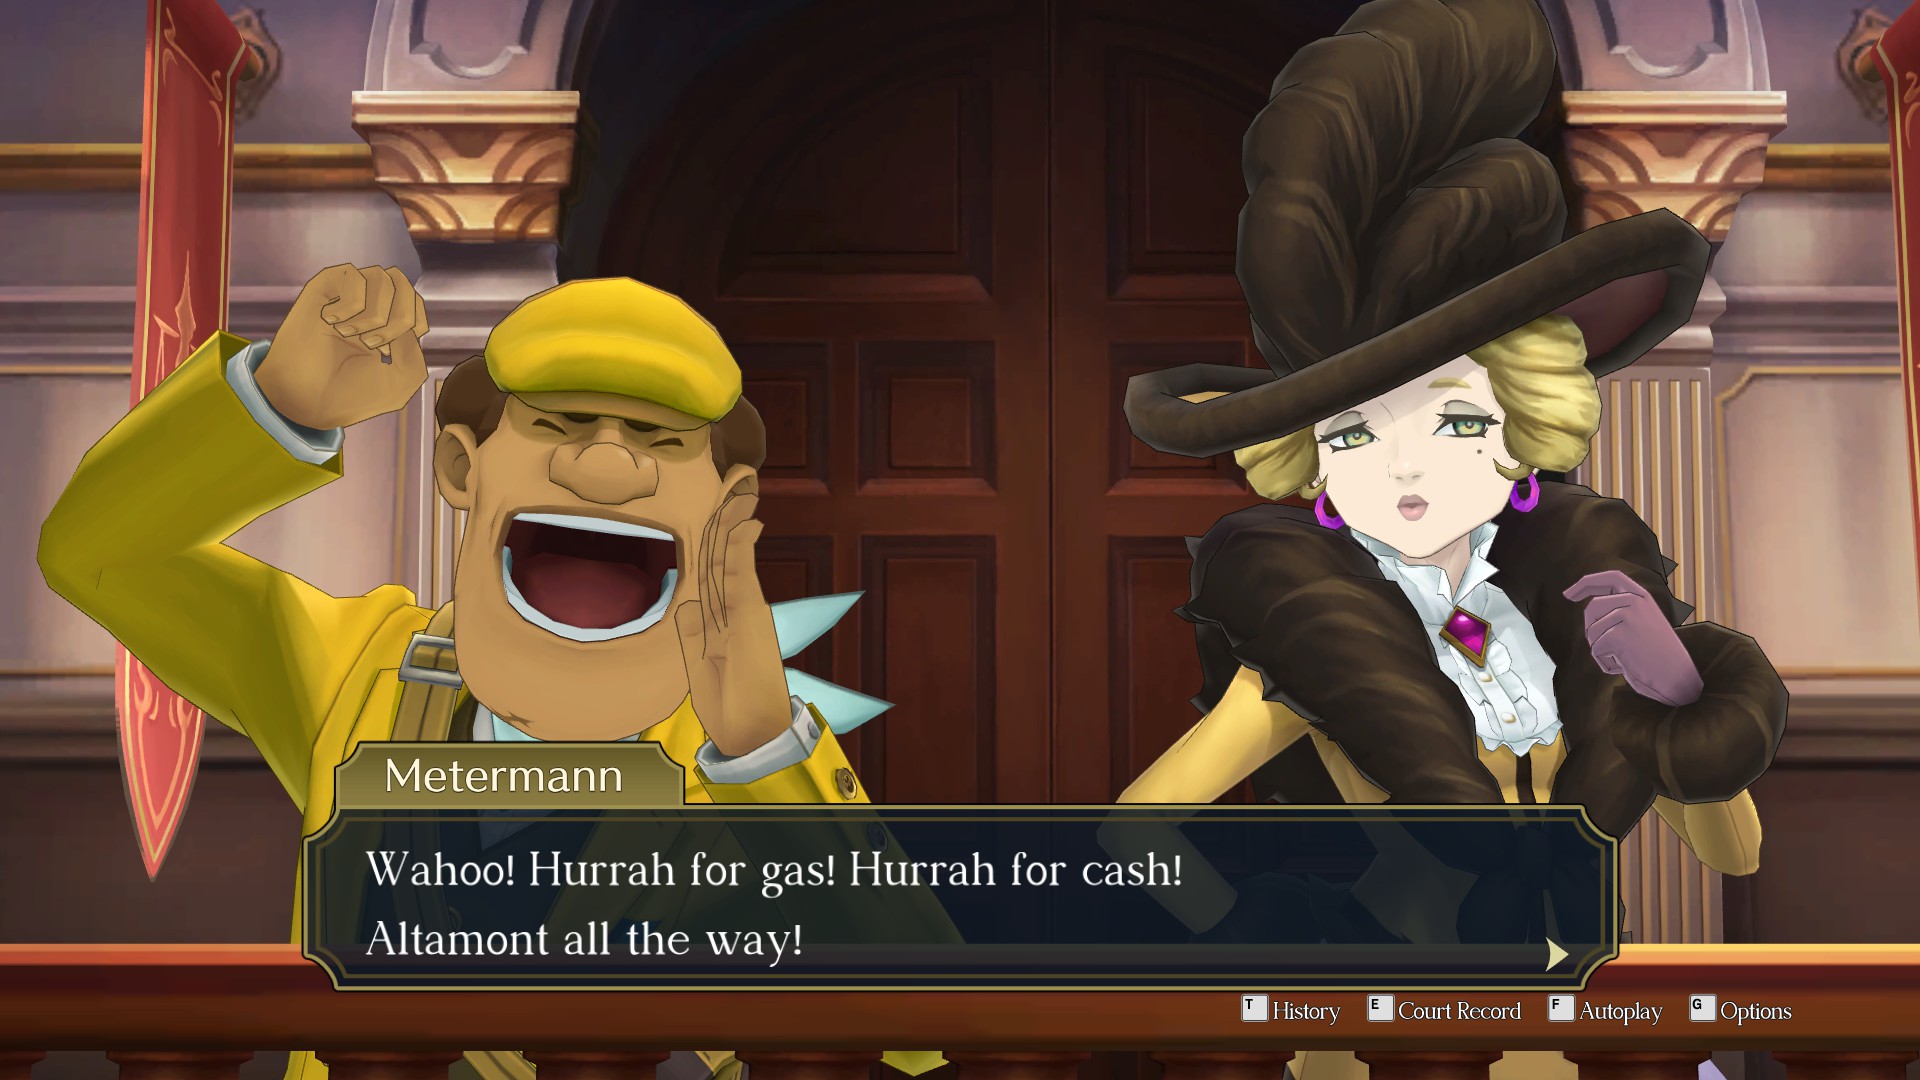 Metermann
Wahoo! Hurrah for gas! Hurrah for cash!
Altamont all the way!
T History E Court Record F Autoplay G Options